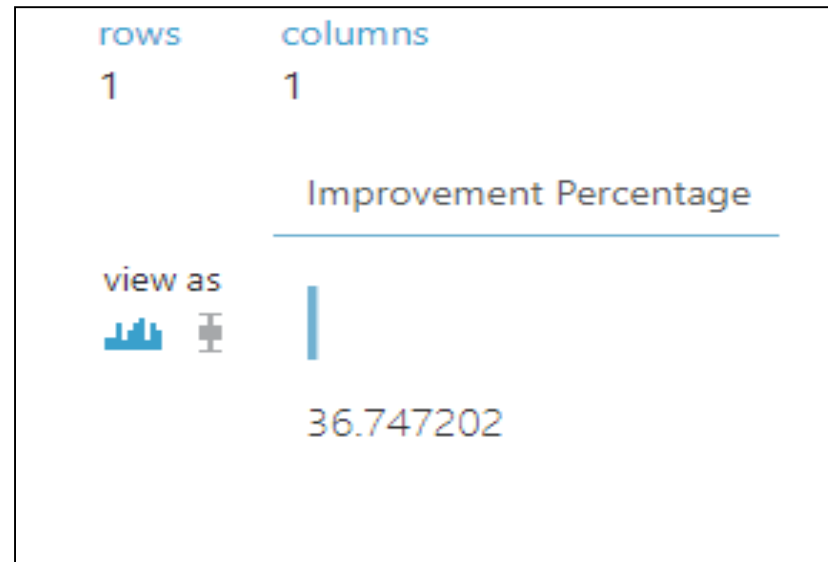 rows columns
1 1
Improvement Percentage
view as
36.747202